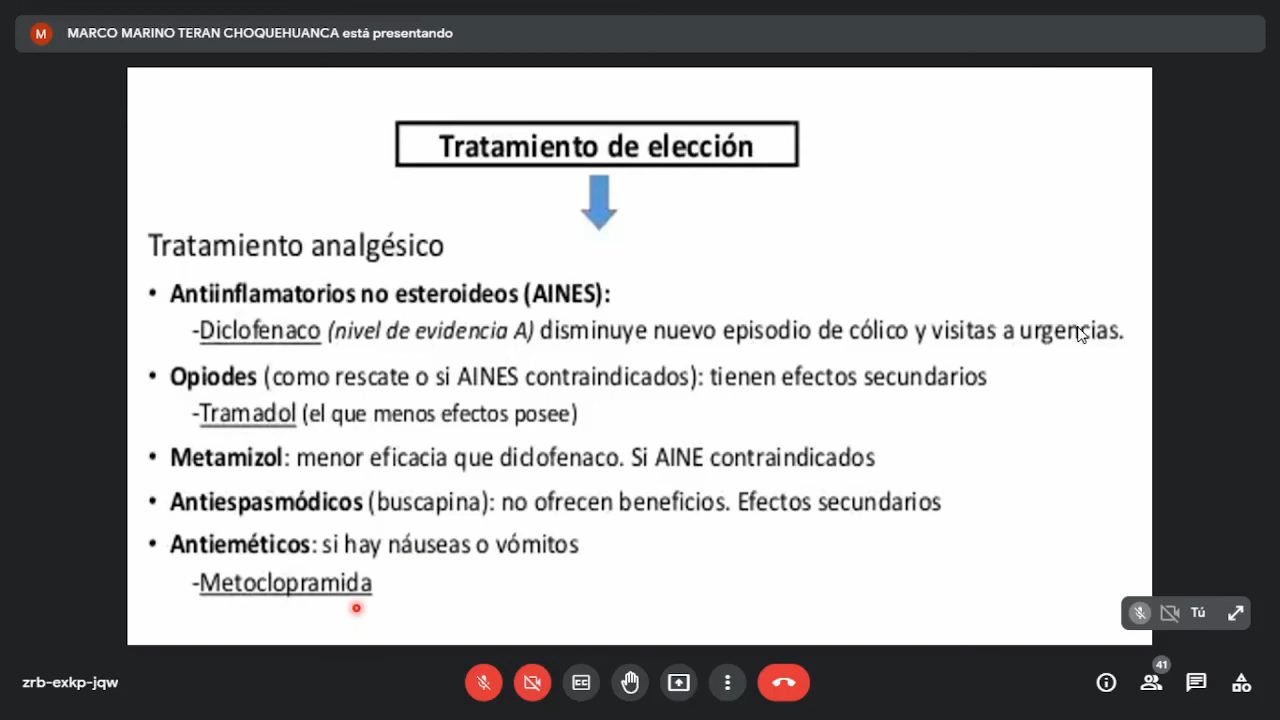 M MARCO MARINO TERAN CHOQUEHUANCA está presentando
Tratamiento de elección
Tratamiento analgésico
• Antiinflamatorios no esteroideos (AINES):
-Diclofenaco (nivel de evidencia A) disminuye nuevo episodio de cólico y visitas a urgencias.
• Opiodes (como rescate o si AINES contraindicados): tienen efectos secundarios
-Tramadol (el que menos efectos posee)
• Metamizol: menor eficacia que diclofenaco. Si AINE contraindicados
• Antiespasmódicos (buscapina): no ofrecen beneficios. Efectos secundarios
• Antieméticos: si hay náuseas o vómitos
-Metoclopramida
Tú
zrb-exkp-jqw
CC
41